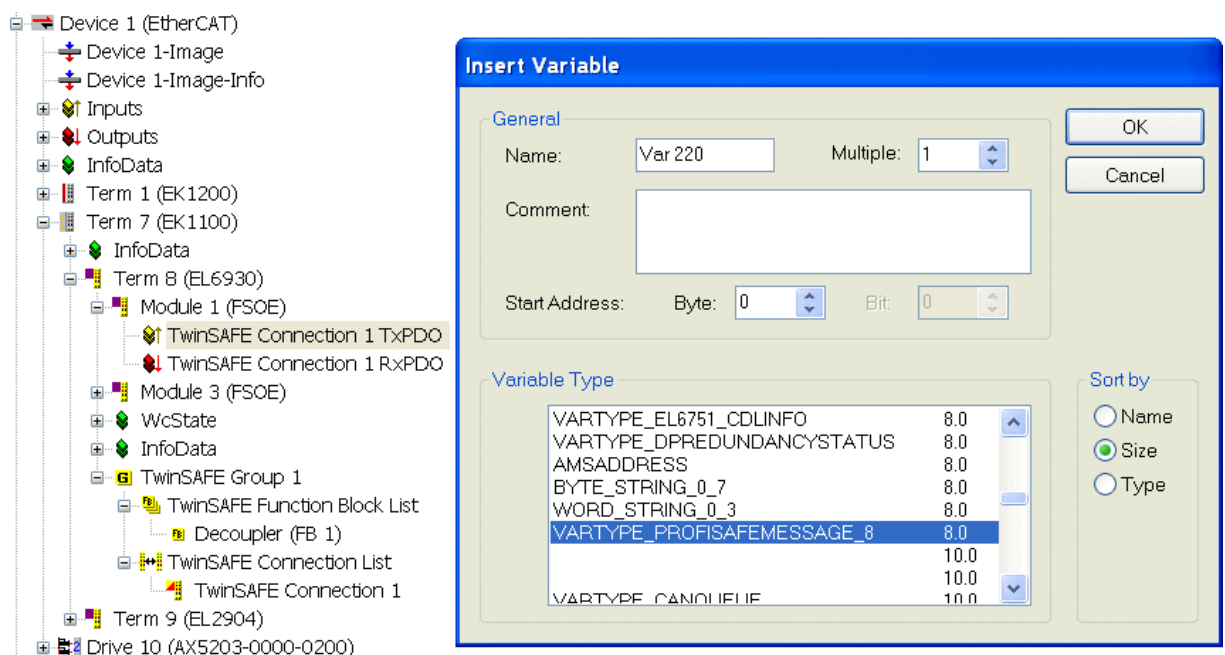 Device 1 (EtherCAT)
Device 1-Image
Device 1-Image-Info
Inputs
Outputs
InfoData
Term 1 (EK1200)
Term 7 (EK1100)
InfoData
Term 8 (EL6930)
Module 1 (FSOE)
TwinSAFE Connection 1 TxPDO
TwinSAFE Connection 1 RxPDO
Module 3 (FSOE)
WcState
InfoData
G TwinSAFE Group 1
FB TwinSAFE Function Block List
FB Decoupler (FB 1)
TwinSAFE Connection List
TwinSAFE Connection 1
Term 9 (EL2904)
Drive 10 (AX5203-0000-0200)
Insert Variable
General
Name: Var 220 Multiple: 1
Comment:
Start Address: Byte: 0 Bit: 0
OK
Cancel
Variable Type
VARTYPE_EL6751_CDLINFO 8.0
VARTYPE_DPREDUNDANCYSTATUS 8.0
AMSADDRESS 8.0
BYTE_STRING_0_7 8.0
WORD_STRING_0_3 8.0
VARTYPE_PROFISAFEMESSAGE_8 8.0
10.0
10.0
VARTYPE_CANQUEUE 10.0
Sort by
Name
Size
Type